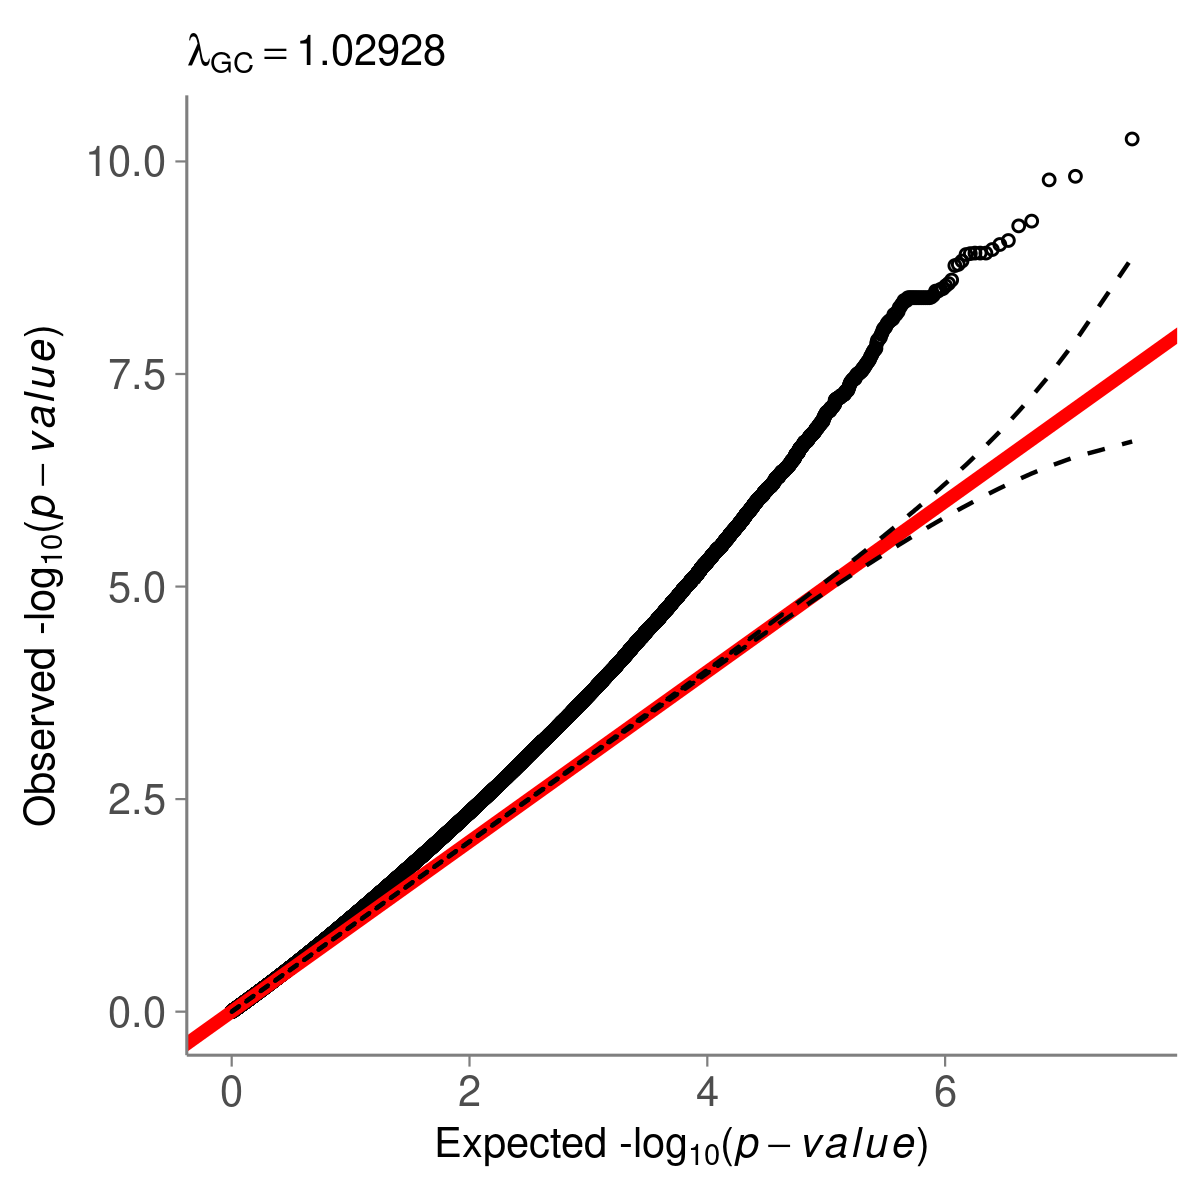 λGC = 1.02928
10.0
7.5
5.0
2.5
0.0
Observed -log10(p − value)
0 2 4 6
Expected -log10(p − value)